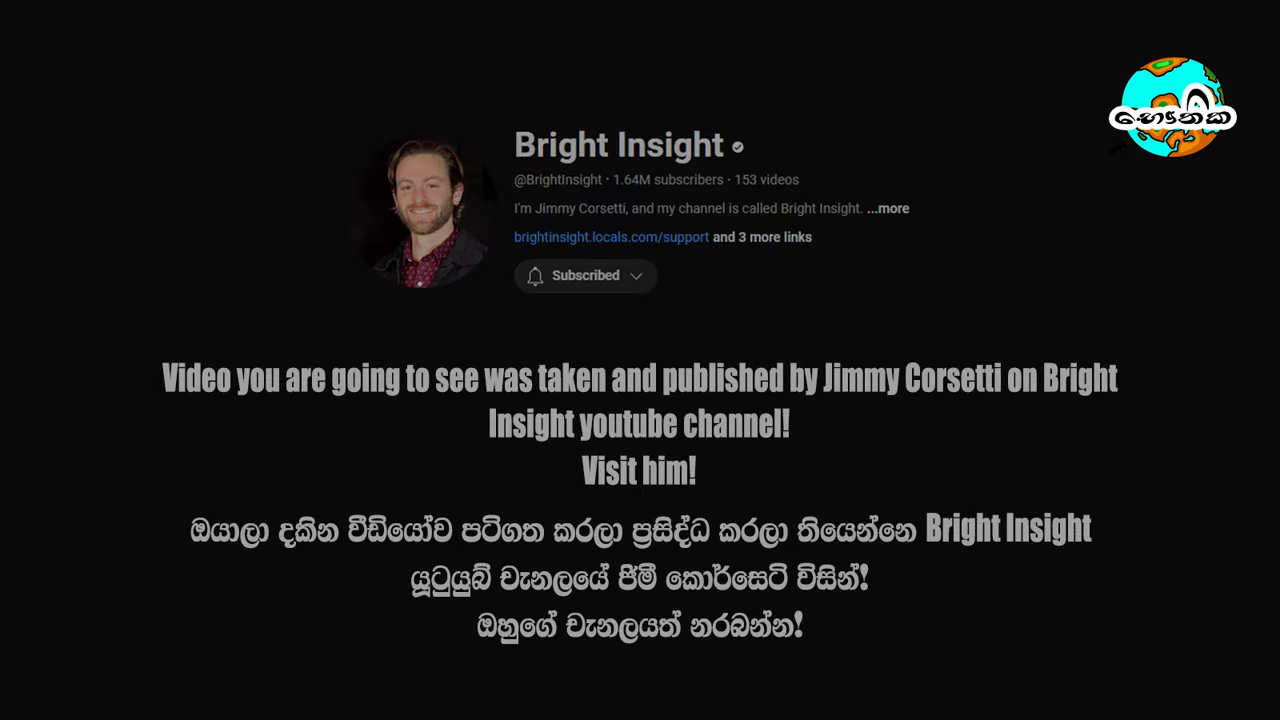 භෞතික
Bright Insight
@BrightInsight · 1.64M subscribers · 153 videos
I'm Jimmy Corsetti, and my channel is called Bright Insight. ...more
brightinsight.locals.com/support and 3 more links
Subscribed
Video you are going to see was taken and published by Jimmy Corsetti on Bright
Insight youtube channel!
Visit him!
ඔයාලා දකින වීඩියෝව පටිගත කරලා ප්‍රසිද්ධ කරලා තියෙන්නෙ Bright Insight
යූටුයුබ් චැනලයේ ජිමී කොර්සෙටි විසින්!
ඔහුගේ චැනලයත් නරබන්න!